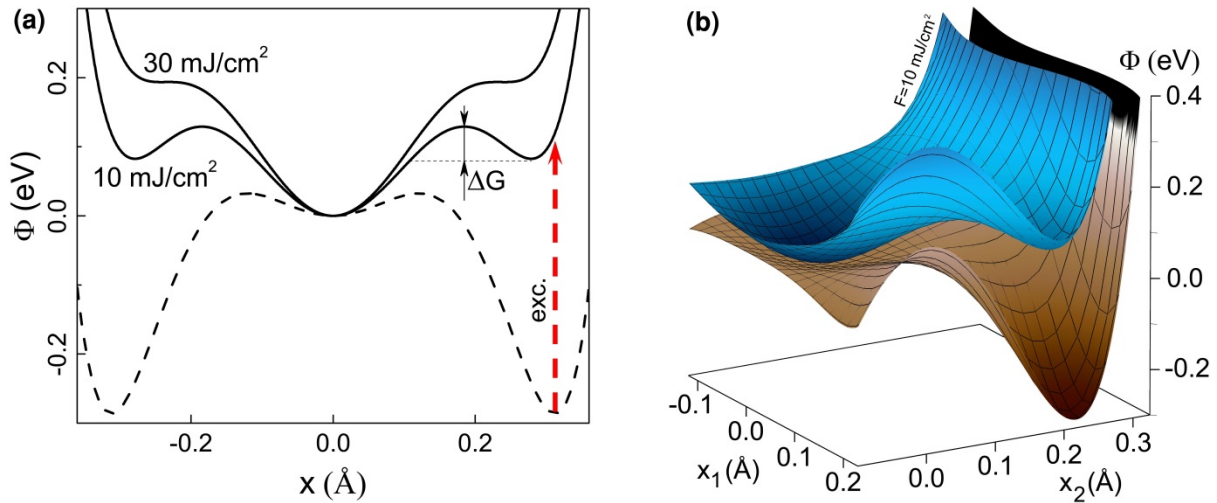 (a)
30 mJ/cm²
10 mJ/cm²
ΔG
exc.
Φ (eV)
0.2
0.0
0.2
-0.2
0.0
0.2
x (Å)
(b)
F=10 mJ/cm²
Φ (eV)
0.4
0.2
0.0
-0.2
-0.1
0.0
0.1
0.2
x₁(Å)
0.0
0.1
0.2
0.3
x₂(Å)